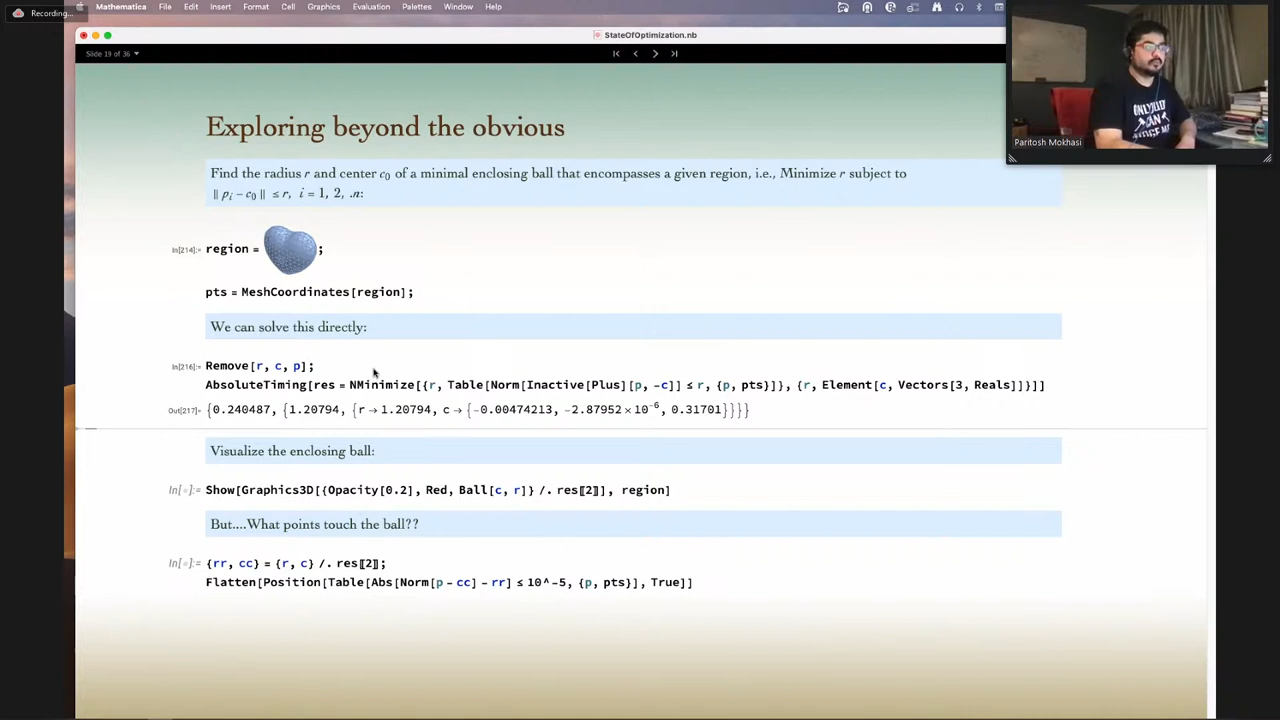 Recording...
Mathematica File Edit Insert Format Cell Graphics Evaluation Palettes Window Help
StateOfOptimization.nb
Slide 19 of 36
Paritosh Mokhasi
ONLY JUDO CAN JUDGE ME
Exploring beyond the obvious
Find the radius r and center c₀ of a minimal enclosing ball that encompasses a given region, i.e., Minimize r subject to
‖ pᵢ − c₀ ‖ ≤ r, i = 1, 2, .n:
In[214]:= region = ;
pts = MeshCoordinates[region];
We can solve this directly:
In[216]:= Remove[r, c, p];
AbsoluteTiming[res = NMinimize[{r, Table[Norm[Inactive[Plus][p, -c]] ≤ r, {p, pts}]}, {r, Element[c, Vectors[3, Reals]]}]]
Out[217]= {0.240487, {1.20794, {r → 1.20794, c → {-0.00474213, -2.87952×10⁻⁶, 0.31701}}}}
Visualize the enclosing ball:
In[◦]:= Show[Graphics3D[{Opacity[0.2], Red, Ball[c, r]} /. res[[2]]], region]
But....What points touch the ball??
In[◦]:= {rr, cc} = {r, c} /. res[[2]];
Flatten[Position[Table[Abs[Norm[p - cc] - rr] ≤ 10^-5, {p, pts}], True]]